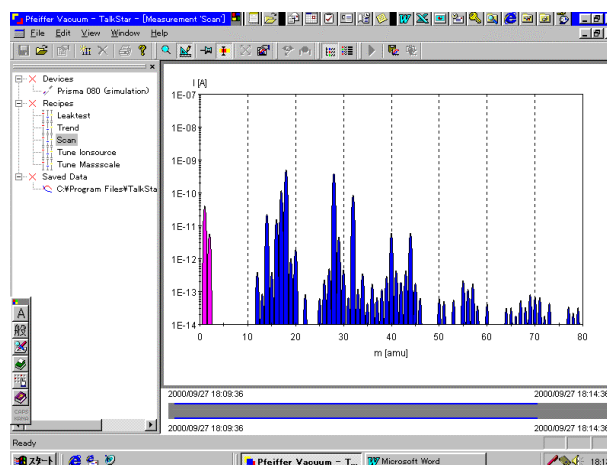 Pfeiffer Vacuum - TalkStar - [Measurement 'Scan']
File Edit View Window Help
Devices
Prisma 080 (simulation)
Recipes
Leaktest
Trend
Scan
Tune Ionsource
Tune Massscale
Saved Data
C:¥Program Files¥TalkSta
I [A]
1E-07
1E-08
1E-09
1E-10
1E-11
1E-12
1E-13
1E-14
0 10 20 30 40 50 60 70 80
m [amu]
2000/09/27 18:09:36 2000/09/27 18:14:36
2000/09/27 18:09:36 2000/09/27 18:14:36
A
般
CAPS
KANA
Ready
スタート Pfeiffer Vacuum - T... Microsoft Word